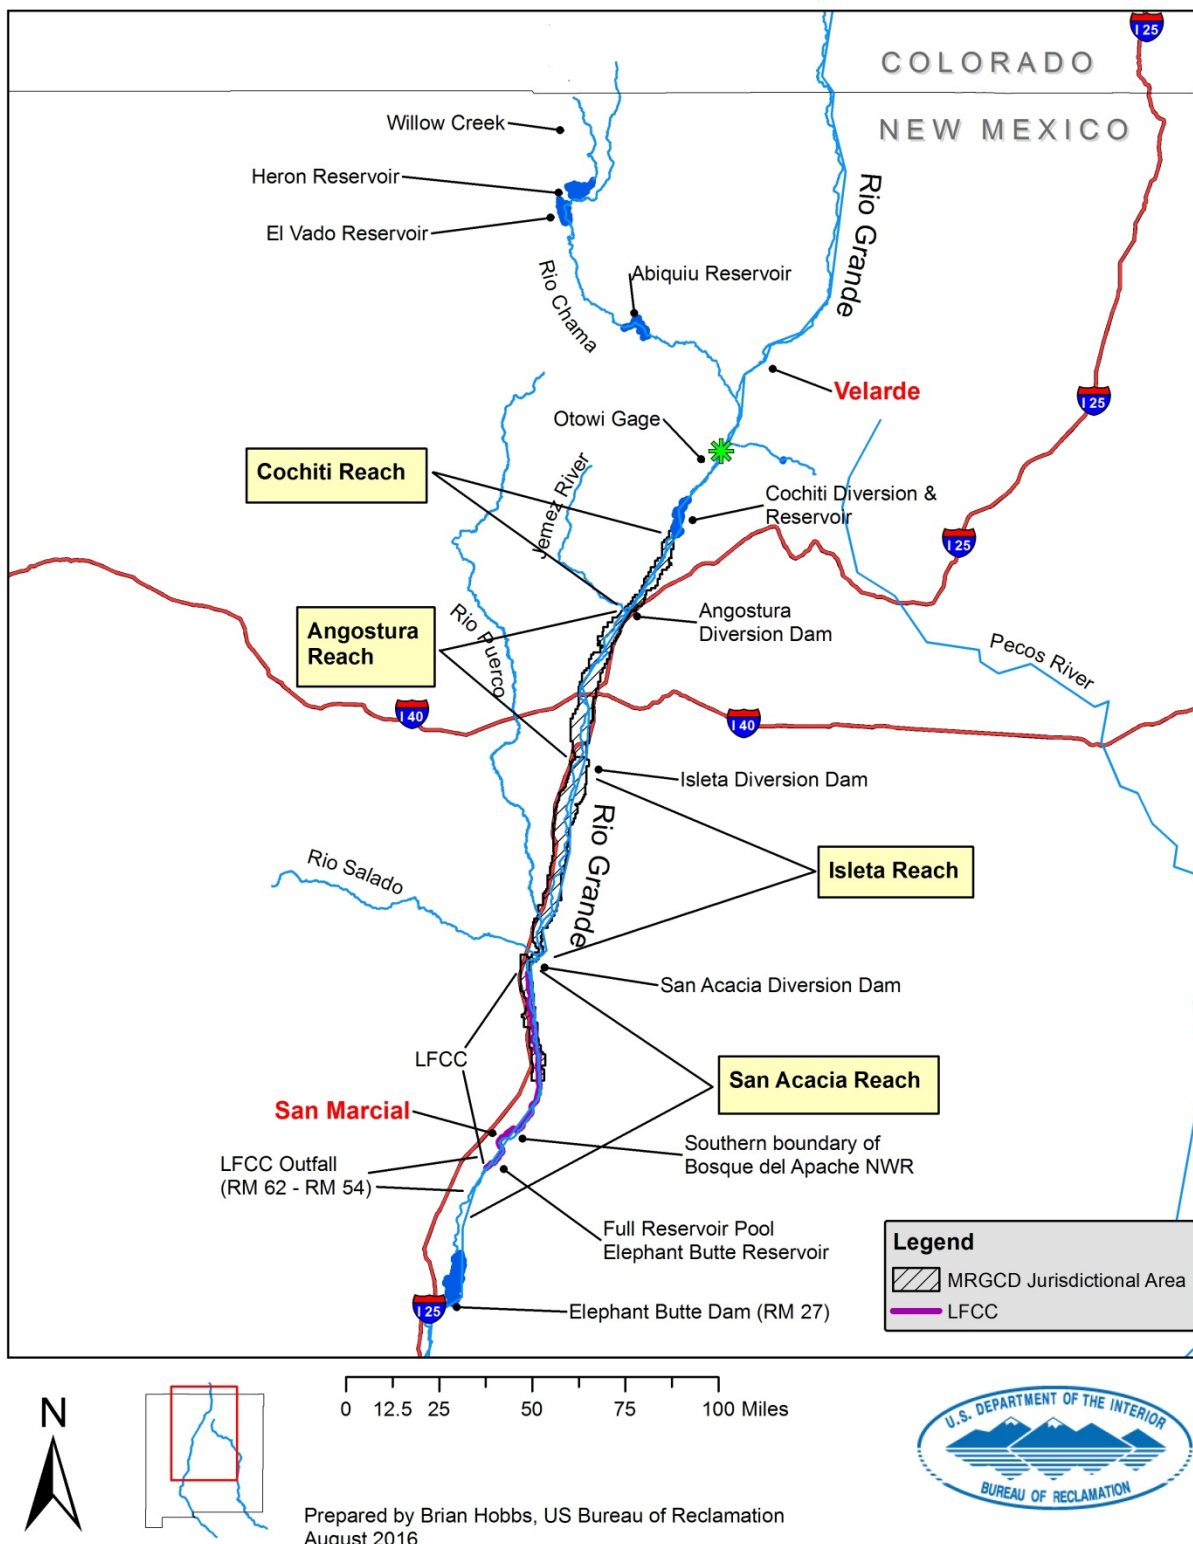 I 25
COLORADO
NEW MEXICO
Willow Creek
Heron Reservoir
El Vado Reservoir
Rio Grande
Abiquiu Reservoir
Rio Chama
Velarde
I 25
Otowi Gage
Cochiti Reach
Jemez River
Cochiti Diversion &
Reservoir
I 25
Angostura
Reach
Rio Puerco
Angostura
Diversion Dam
Pecos River
I 40
I 40
Isleta Diversion Dam
Rio Grande
Rio Salado
Isleta Reach
San Acacia Diversion Dam
LFCC
San Acacia Reach
San Marcial
Southern boundary of
Bosque del Apache NWR
LFCC Outfall
(RM 62 - RM 54)
Full Reservoir Pool
Elephant Butte Reservoir
I 25
Elephant Butte Dam (RM 27)
Legend
MRGCD Jurisdictional Area
LFCC
N
0 12.5 25 50 75 100 Miles
U.S. DEPARTMENT OF THE INTERIOR
BUREAU OF RECLAMATION
Prepared by Brian Hobbs, US Bureau of Reclamation
August 2016